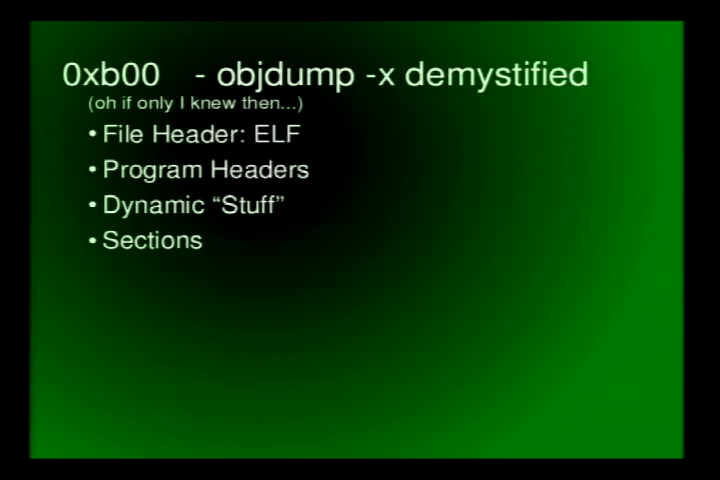 0xb00 - objdump -x demystified
(oh if only I knew then...)
• File Header: ELF
• Program Headers
• Dynamic “Stuff”
• Sections